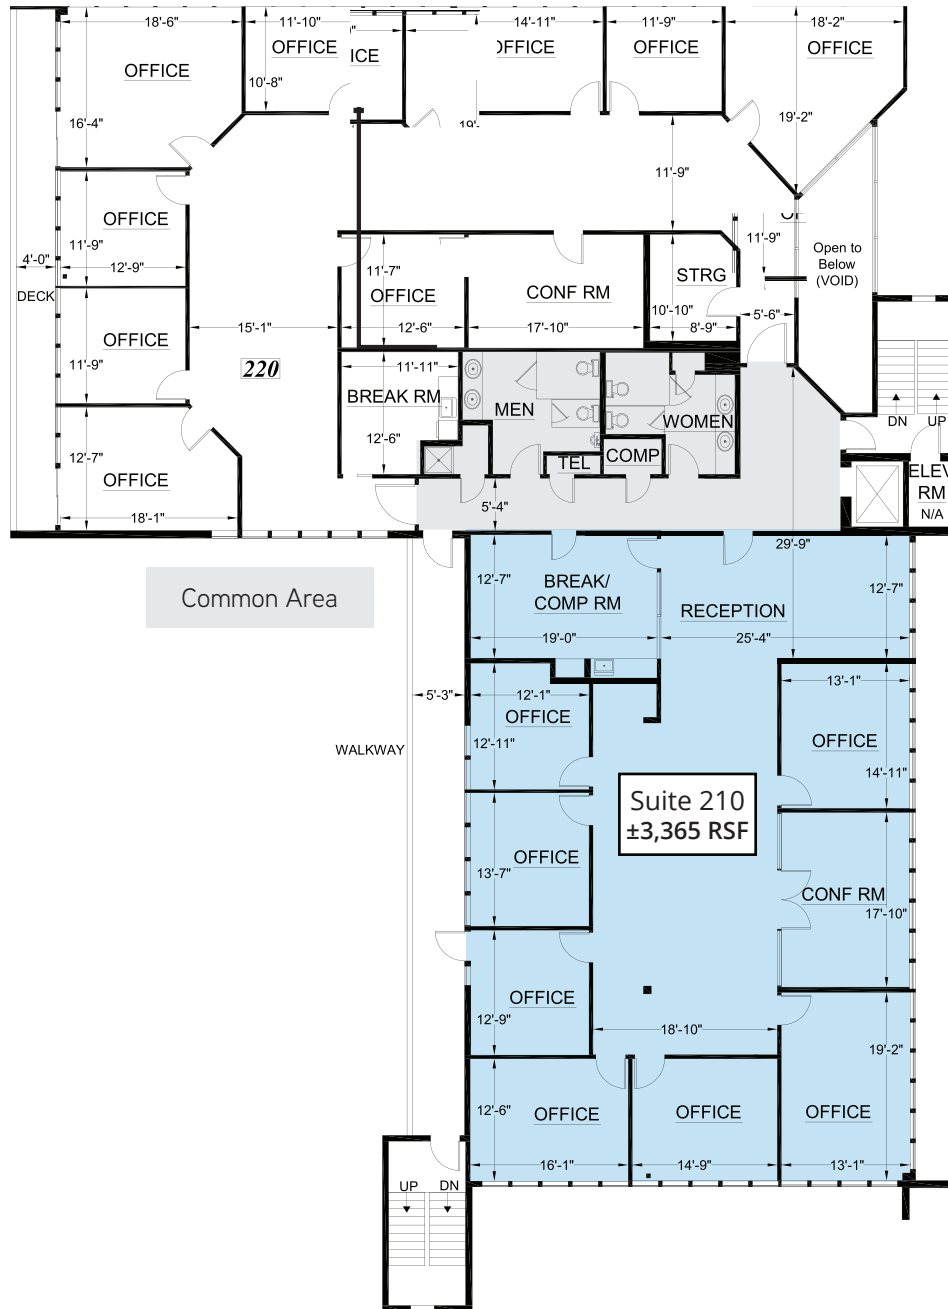 18'-6"
11'-10"
14'-11"
11'-9"
18'-2"
OFFICE
OFFICE
OFFICE
OFFICE
OFFICE
10'-8"
16'-4"
19'-2"
11'-9"
OFFICE
11'-9"
12'-9"
4'-0"
DECK
11'-7"
OFFICE
12'-6"
CONF RM
17'-10"
STRG
10'-10"
8'-9"
11'-9"
5'-6"
Open to
Below
(VOID)
OFFICE
11'-9"
15'-1"
220
11'-11"
BREAK RM
12'-6"
MEN
WOMEN
TEL
COMP
DN
UP
ELEV
RM
N/A
12'-7"
OFFICE
18'-1"
5'-4"
29'-9"
Common Area
12'-7"
BREAK/
COMP RM
19'-0"
RECEPTION
25'-4"
12'-7"
5'-3"
WALKWAY
12'-1"
OFFICE
12'-11"
13'-1"
OFFICE
14'-11"
Suite 210
±3,365 RSF
OFFICE
13'-7"
CONF RM
17'-10"
OFFICE
12'-9"
18'-10"
19'-2"
12'-6"
OFFICE
16'-1"
OFFICE
14'-9"
OFFICE
13'-1"
UP
DN